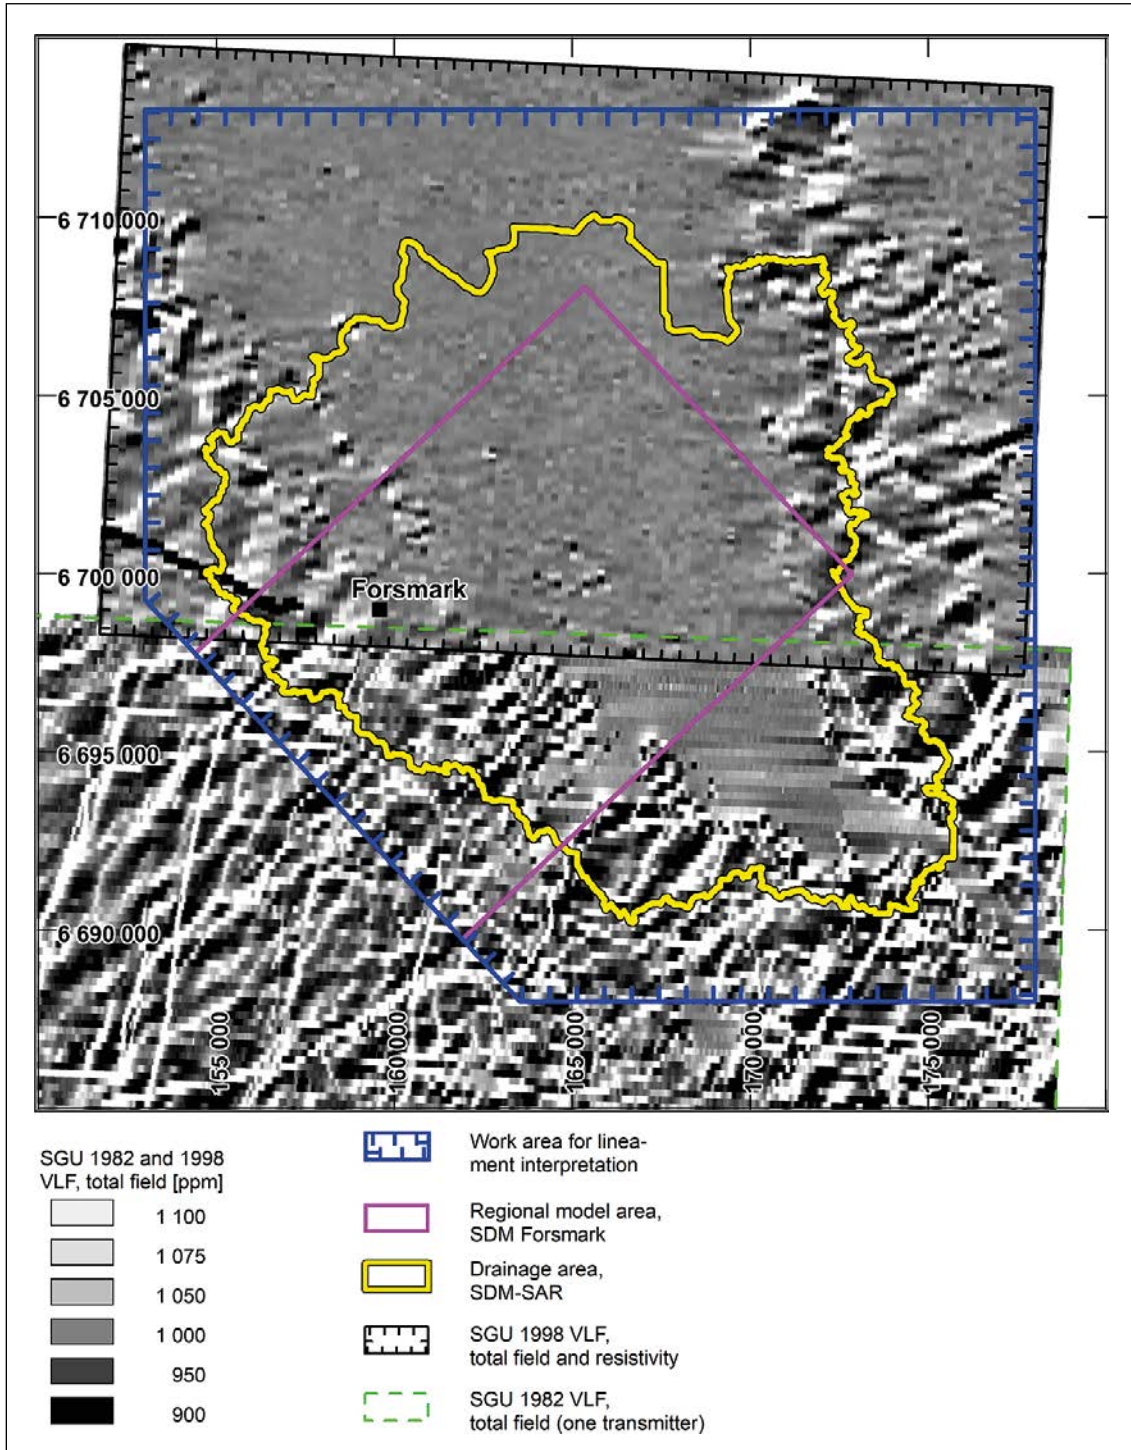 6 710 000
6 705 000
6 700 000
Forsmark
6 695 000
6 690 000
155 000
160 000
165 000
170 000
175 000
SGU 1982 and 1998
VLF, total field [ppm]
1 100
1 075
1 050
1 000
950
900
Work area for linea-
ment interpretation
Regional model area,
SDM Forsmark
Drainage area,
SDM-SAR
SGU 1998 VLF,
total field and resistivity
SGU 1982 VLF,
total field (one transmitter)